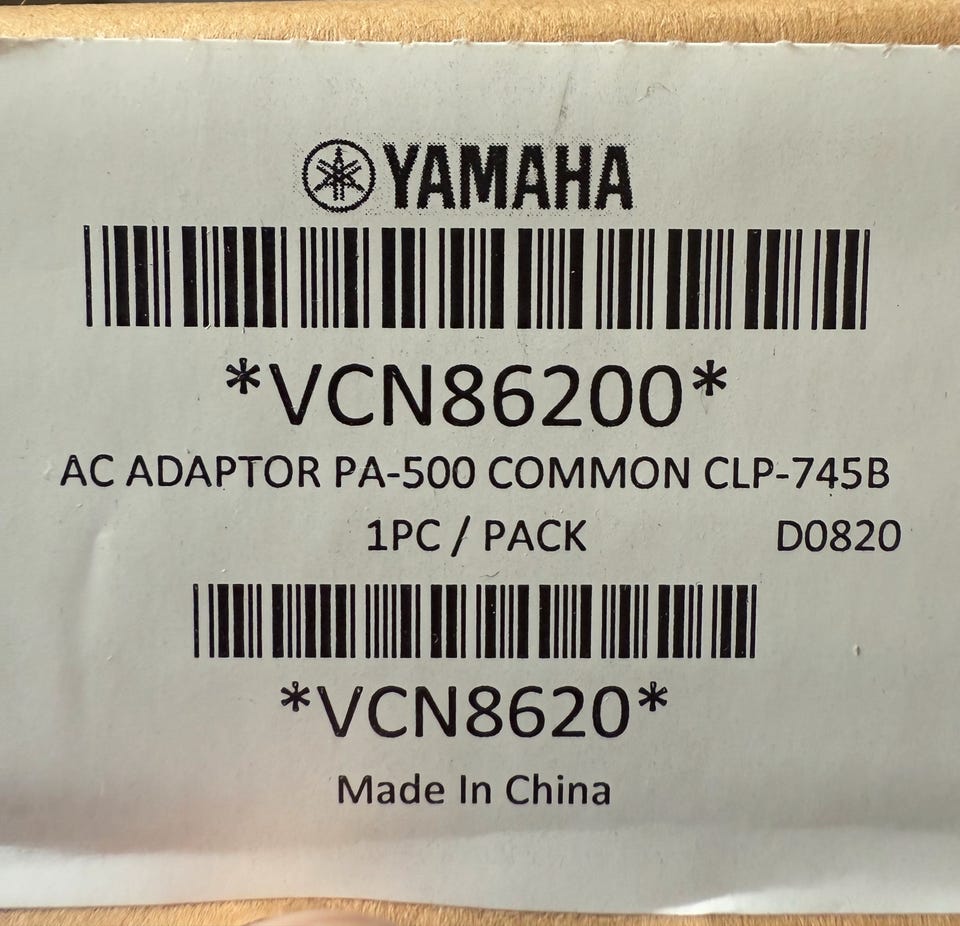 YAMAHA
*VCN86200*
AC ADAPTOR PA-500 COMMON CLP-745B
1PC / PACK D0820
*VCN8620*
Made In China